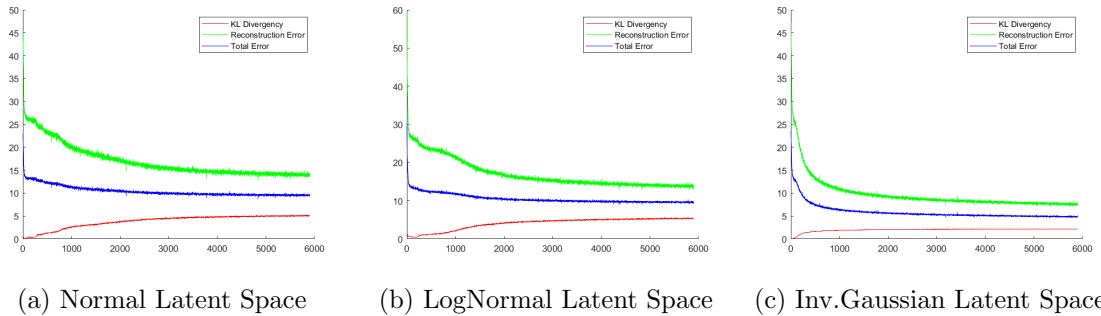 50
45
40
35
30
25
20
15
10
5
0
0 1000 2000 3000 4000 5000 6000
KL Divergency
Reconstruction Error
Total Error
(a) Normal Latent Space
60
50
40
30
20
10
0
0 1000 2000 3000 4000 5000 6000
KL Divergency
Reconstruction Error
Total Error
(b) LogNormal Latent Space
50
45
40
35
30
25
20
15
10
5
0
0 1000 2000 3000 4000 5000 6000
KL Divergency
Reconstruction Error
Total Error
(c) Inv.Gaussian Latent Space